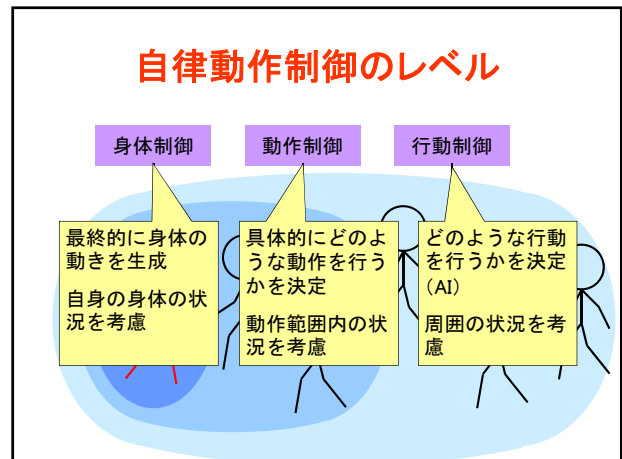 自律動作制御のレベル
身体制御
動作制御
行動制御
最終的に身体の
動きを生成
自身の身体の状
況を考慮
具体的にどのよ
うな動作を行う
かを決定
動作範囲内の状
況を考慮
どのような行動
を行うかを決定
(AI)
周囲の状況を考
慮